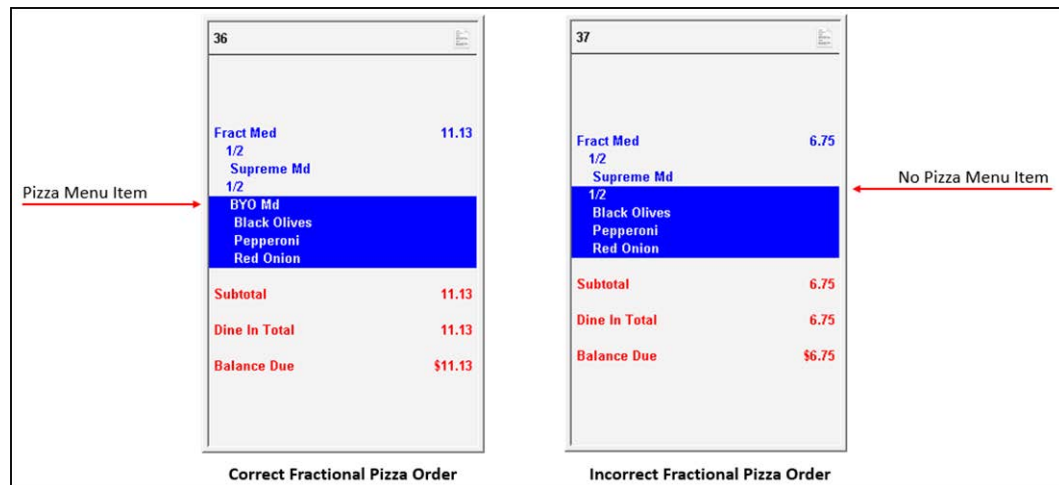 36
Fract Med 11.13
1/2
Supreme Md
1/2
BYO Md
Black Olives
Pepperoni
Red Onion
Subtotal 11.13
Dine In Total 11.13
Balance Due $11.13
Pizza Menu Item
Correct Fractional Pizza Order
37
Fract Med 6.75
1/2
Supreme Md
1/2
Black Olives
Pepperoni
Red Onion
Subtotal 6.75
Dine In Total 6.75
Balance Due $6.75
No Pizza Menu Item
Incorrect Fractional Pizza Order